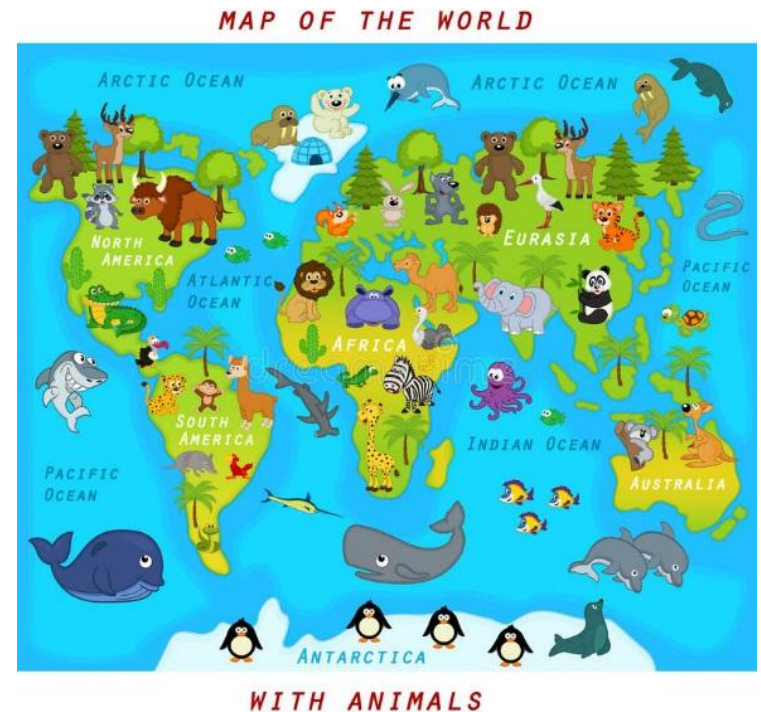 MAP OF THE WORLD
ARCTIC OCEAN
ARCTIC OCEAN
NORTH
AMERICA
EURASIA
ATLANTIC
OCEAN
PACIFIC
OCEAN
AFRICA
dreamstime
SOUTH
AMERICA
INDIAN OCEAN
PACIFIC
OCEAN
AUSTRALIA
ANTARCTICA
WITH ANIMALS